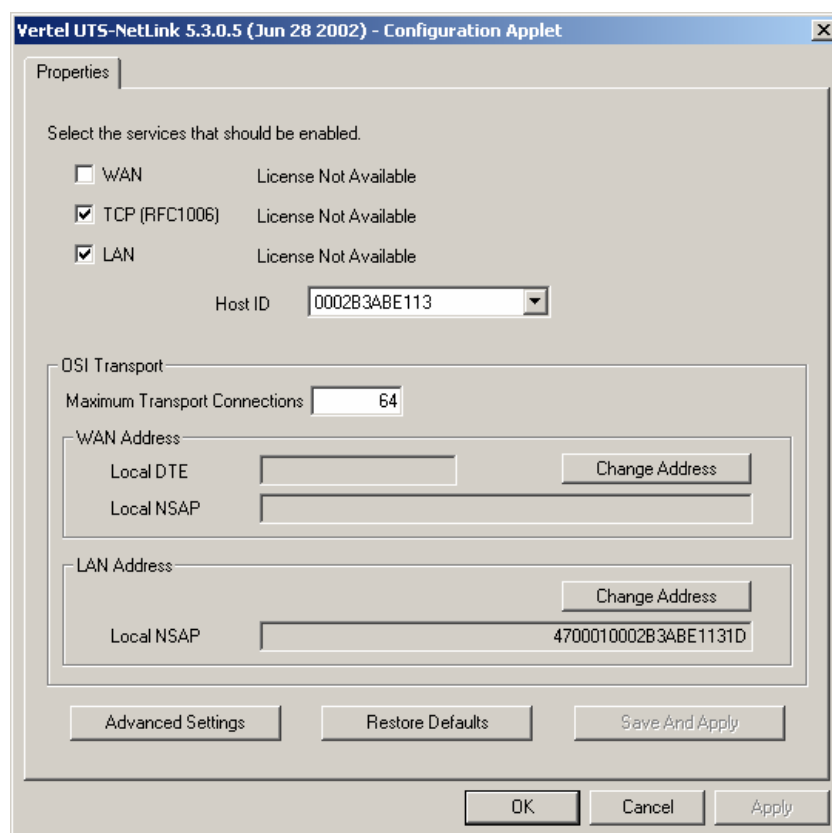 Vertel UTS-NetLink 5.3.0.5 (Jun 28 2002) - Configuration Applet
Properties
Select the services that should be enabled.
WAN License Not Available
TCP (RFC1006) License Not Available
LAN License Not Available
Host ID 0002B3ABE113
OSI Transport
Maximum Transport Connections 64
WAN Address
Local DTE Change Address
Local NSAP
LAN Address
Change Address
Local NSAP 4700010002B3ABE1131D
Advanced Settings Restore Defaults Save And Apply
OK Cancel Apply